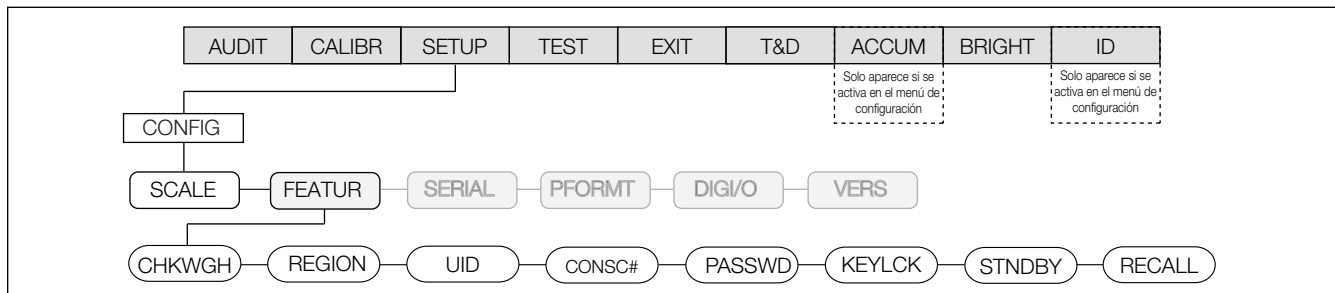 AUDIT CALIBR SETUP TEST EXIT T&D ACCUM BRIGHT ID
Solo aparece si se
activa en el menú de
configuración
Solo aparece si se
activa en el menú de
configuración
CONFIG
SCALE FEATUR SERIAL PFORMT DIGI/O VERS
CHKWGH REGION UID CONSC# PASSWD KEYLCK STNDBY RECALL